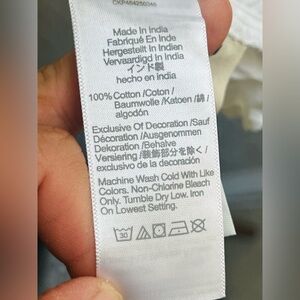 Made In India
Fabriqué En Inde
Hergestellt In Indien
Vervaardigd In India
インド製
hecho en india
100% Cotton /Coton /
Baumwolle /Katoen /綿 /
algodón
Exclusive Of Decoration /Sauf
Décoration /Ausgenommen
Dekoration /Behalve
Versiering /装飾部分を除く /
excluyendo decoración
Machine Wash Cold With Like
Colors. Non-Chlorine Bleach
Only. Tumble Dry Low. Iron
On Lowest Setting.
30